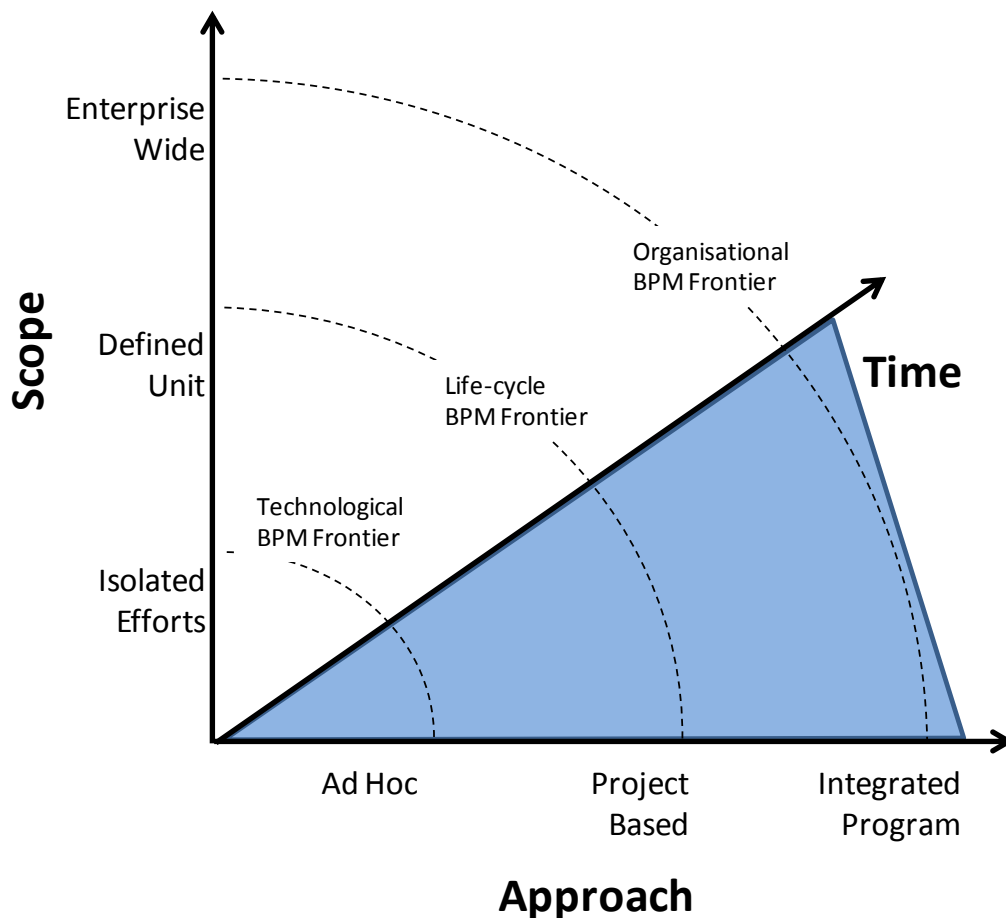 Enterprise
Wide
Organisational
BPM Frontier
Scope
Defined
Unit
Time
Life-cycle
BPM Frontier
Technological
BPM Frontier
Isolated
Efforts
Ad Hoc
Project
Based
Integrated
Program
Approach